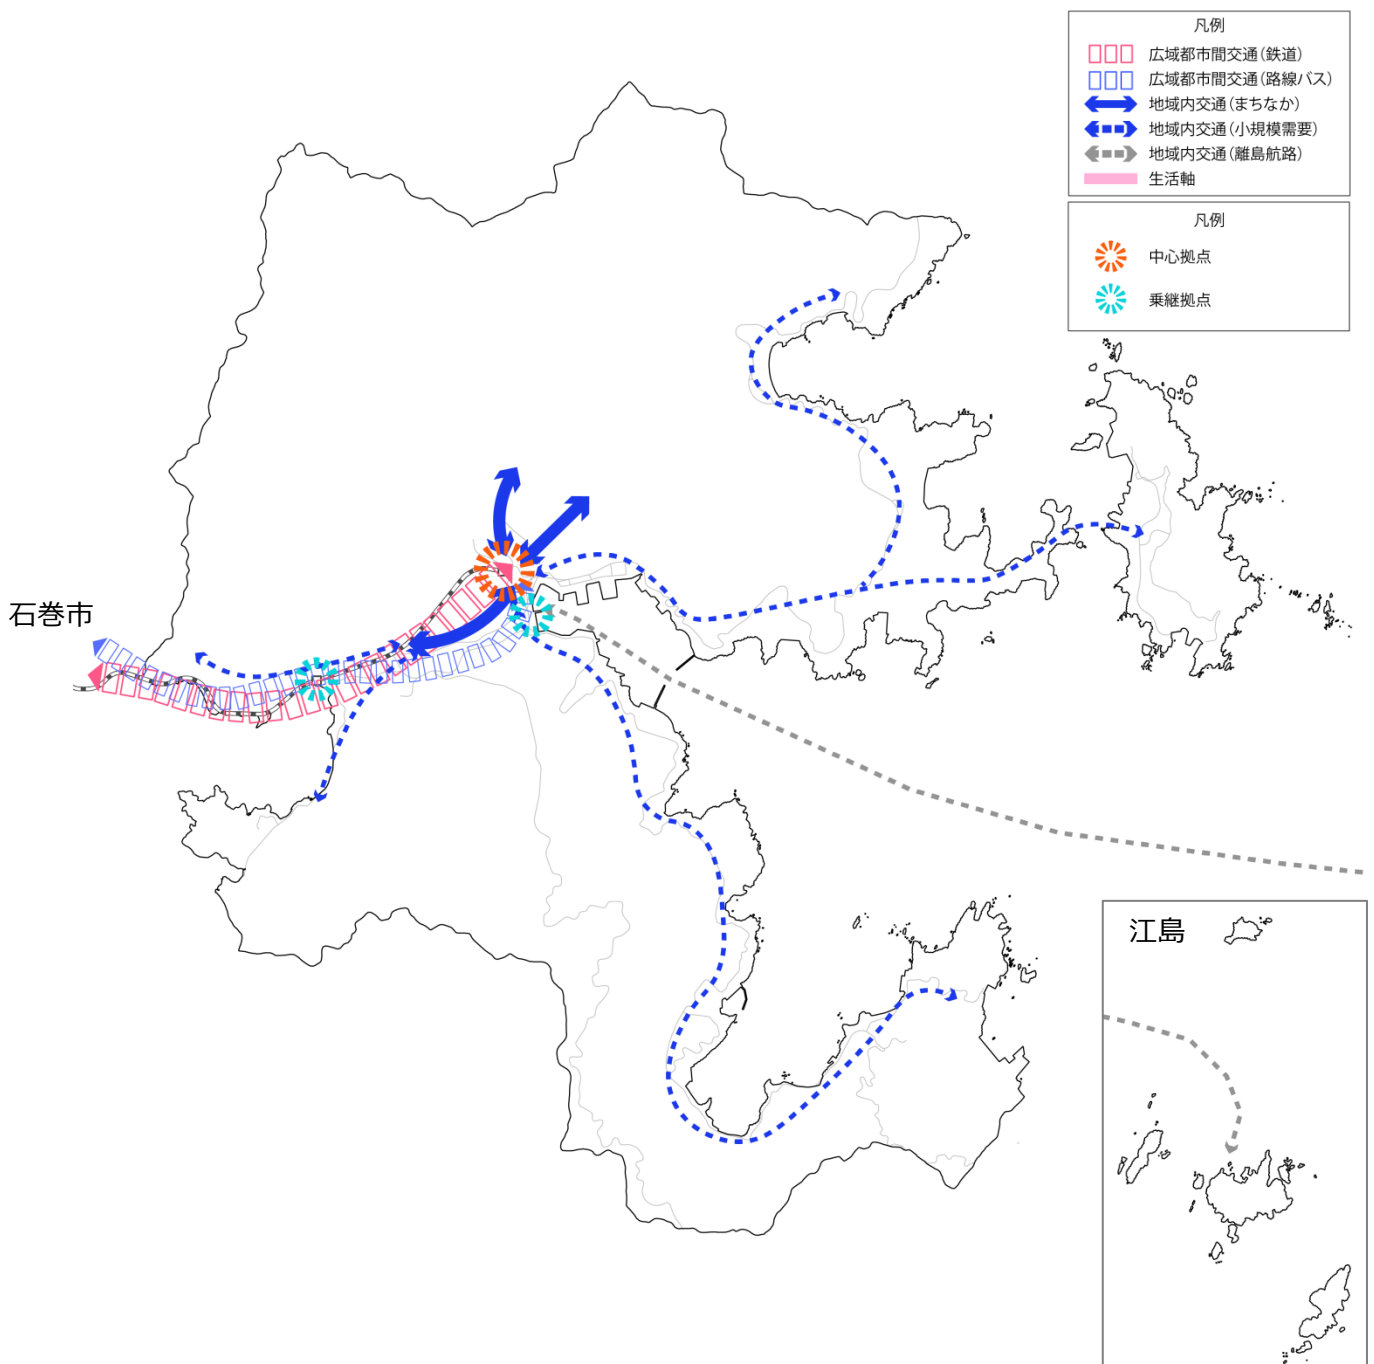 凡例
広域都市間交通(鉄道)
広域都市間交通(路線バス)
地域内交通(まちなか)
地域内交通(小規模需要)
地域内交通(離島航路)
生活軸
凡例
中心拠点
乗継拠点
石巻市
江島